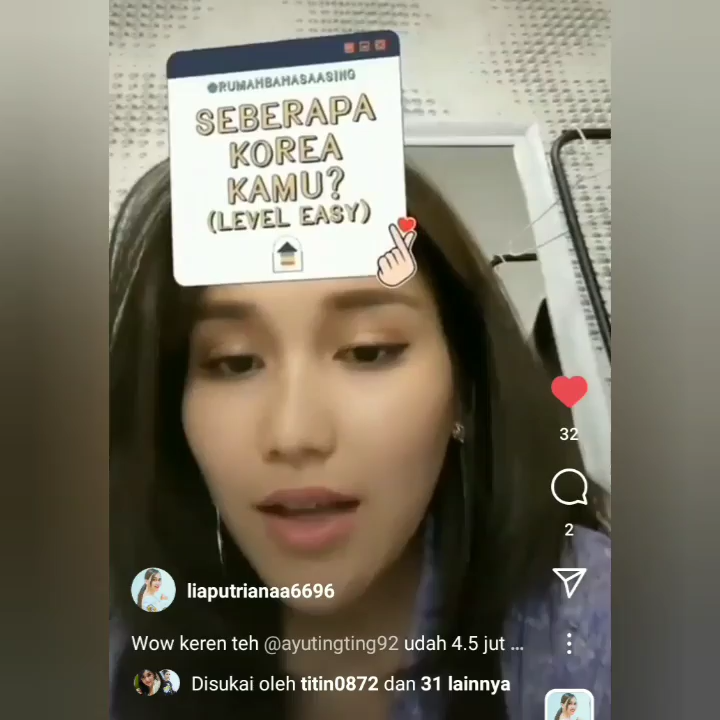 @RUMAHBAHASAASING
SEBERAPA
KOREA
KAMU?
(LEVEL EASY)
32
2
liaputrianaa6696
Wow keren teh @ayutingting92 udah 4.5 jut ...
Disukai oleh titin0872 dan 31 lainnya